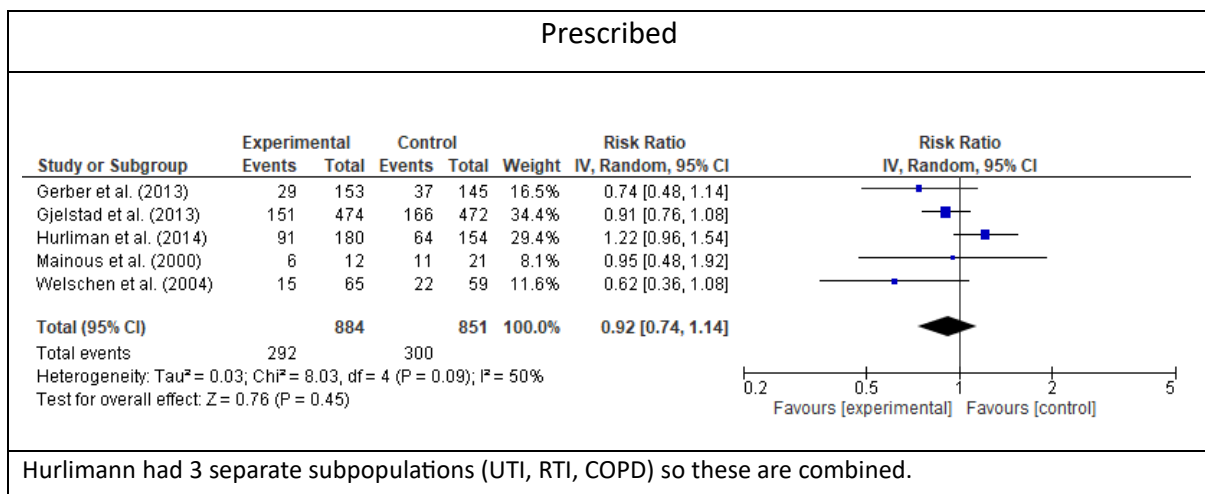 Prescribed
Experimental Control Risk Ratio Risk Ratio
Study or Subgroup Events Total Events Total Weight IV, Random, 95% CI IV, Random, 95% CI
Gerber et al. (2013) 29 153 37 145 16.5% 0.74 [0.48, 1.14]
Gjelstad et al. (2013) 151 474 166 472 34.4% 0.91 [0.76, 1.08]
Hurliman et al. (2014) 91 180 64 154 29.4% 1.22 [0.96, 1.54]
Mainous et al. (2000) 6 12 11 21 8.1% 0.95 [0.48, 1.92]
Welschen et al. (2004) 15 65 22 59 11.6% 0.62 [0.36, 1.08]
Total (95% CI) 884 851 100.0% 0.92 [0.74, 1.14]
Total events 292 300
Heterogeneity: Tau² = 0.03; Chi² = 8.03, df = 4 (P = 0.09); I² = 50%
Test for overall effect: Z = 0.76 (P = 0.45)
0.2 0.5 1 2 5
Favours [experimental] Favours [control]
Hurlimann had 3 separate subpopulations (UTI, RTI, COPD) so these are combined.